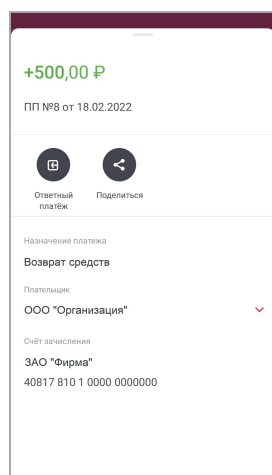 +500,00 ₽
ПП №8 от 18.02.2022
Ответный Поделиться
платёж
Назначение платежа
Возврат средств
Плательщик
ООО "Организация"
Счёт зачисления
ЗАО "Фирма"
40817 810 1 0000 0000000